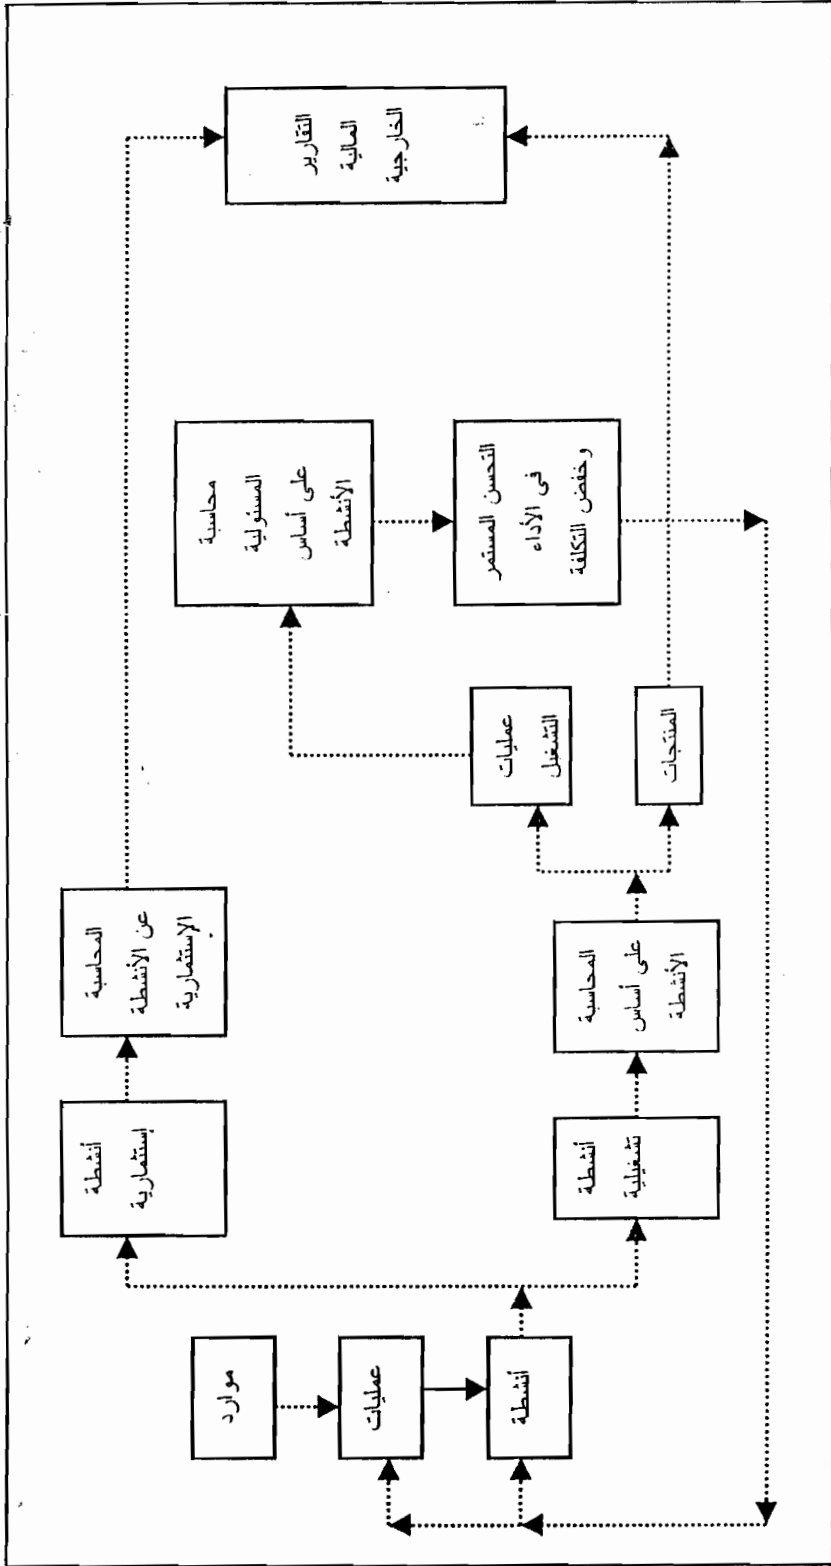 موارد
عمليات
أنشطة
أنشطة
إستثمارية
أنشطة
تشغيلية
المحاسبة
عن الأنشطة
الإستثمارية
المحاسبة
على أساس
الأنشطة
عمليات
التشغيل
المنتجات
محاسبة
المسئولية
على أساس
الأنشطة
التحسن المستمر
فى الأداء
وخفض التكلفة
التقارير
المالية
الخارجية